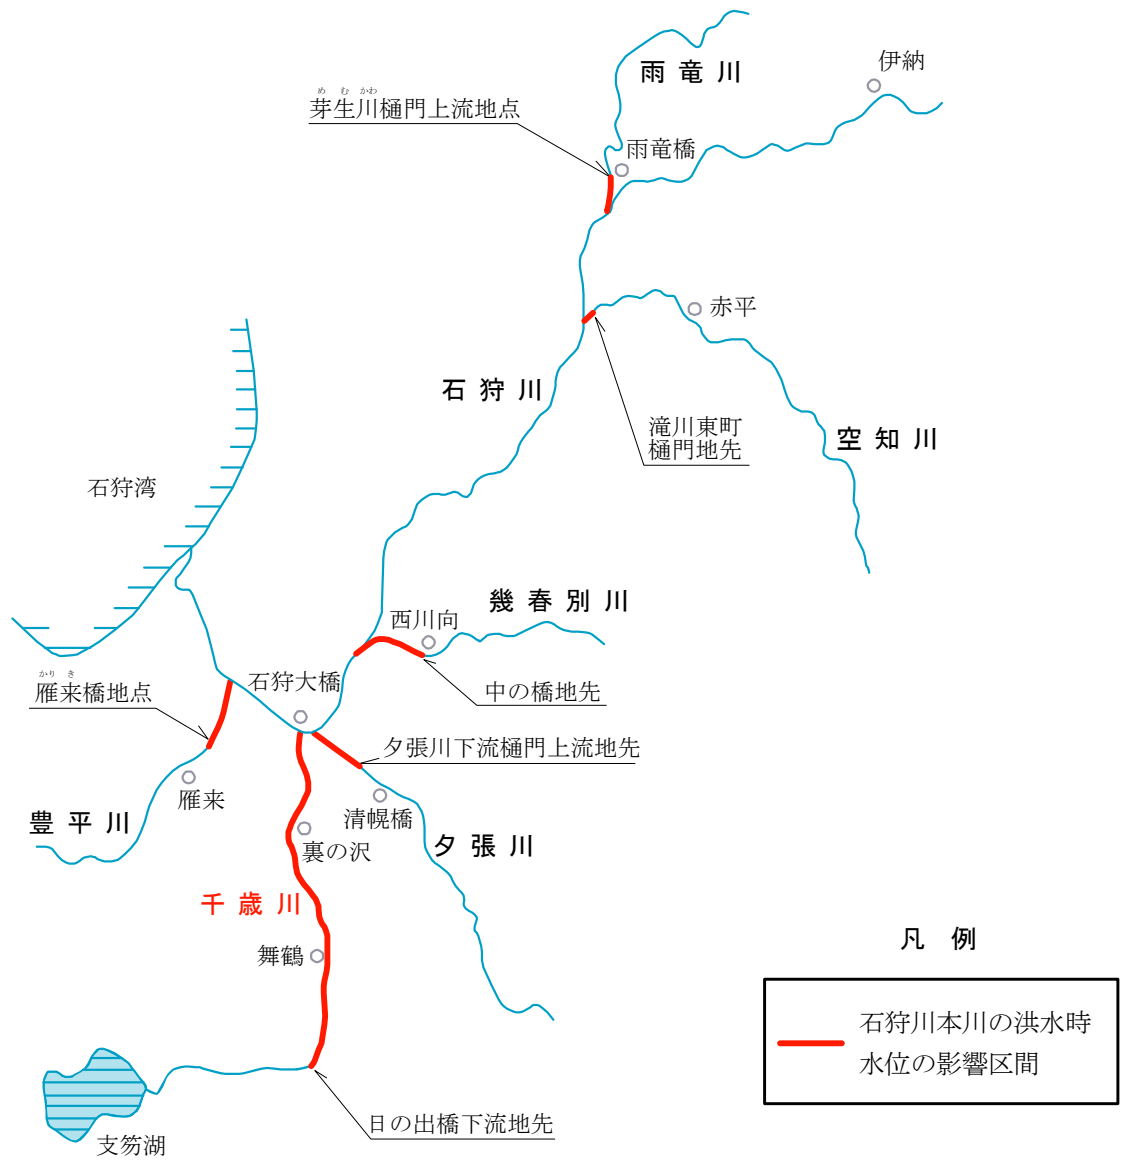 雨竜川
伊納
めむかわ
芽生川樋門上流地点
雨竜橋
赤平
石狩川
滝川東町
樋門地先
空知川
石狩湾
幾春別川
西川向
かりき
雁来橋地点
石狩大橋
中の橋地先
夕張川下流樋門上流地先
雁来
清幌橋
豊平川
裏の沢
夕張川
千歳川
舞鶴
凡例
石狩川本川の洪水時
水位の影響区間
日の出橋下流地先
支笏湖